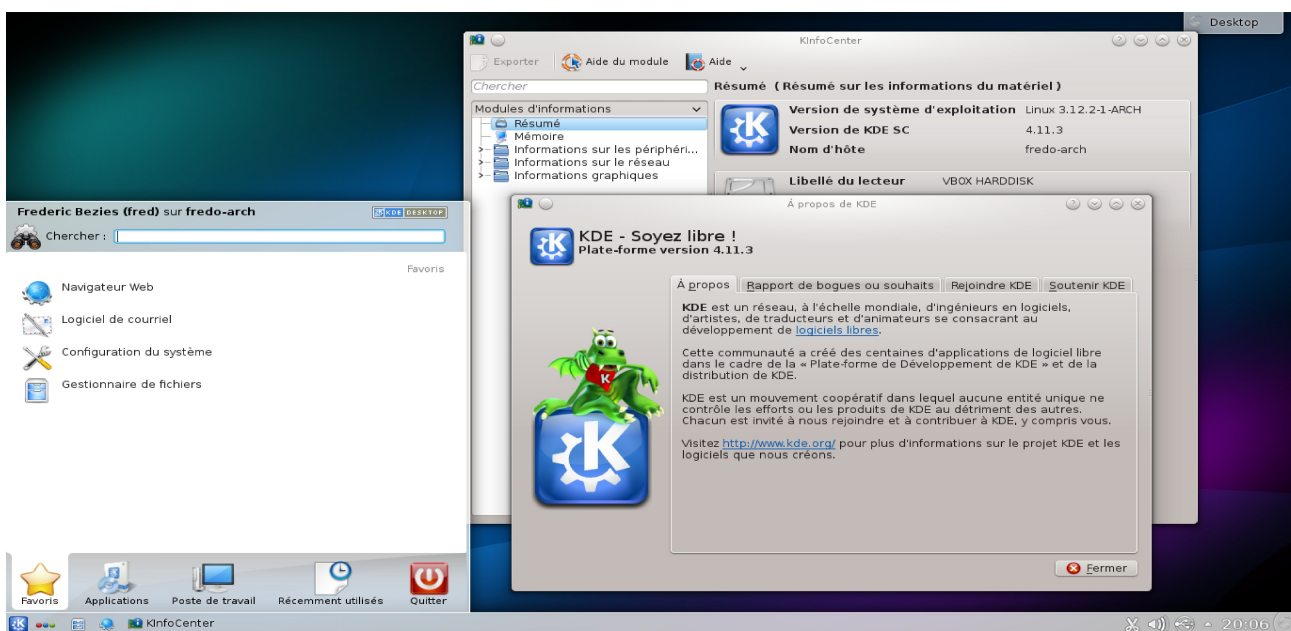 Desktop
KInfoCenter
Exporter Aide du module Aide
Chercher
Résumé ( Résumé sur les informations du matériel )
Modules d'informations
Résumé
Mémoire
Informations sur les périphéri...
Informations sur le réseau
Informations graphiques
Version de système d'exploitation Linux 3.12.2-1-ARCH
Version de KDE SC 4.11.3
Nom d'hôte fredo-arch
Libellé du lecteur VBOX HARDDISK
Á propos de KDE
KDE - Soyez libre !
Plate-forme version 4.11.3
Á propos Rapport de bogues ou souhaits Rejoindre KDE Soutenir KDE
KDE est un réseau, à l'échelle mondiale, d'ingénieurs en logiciels,
d'artistes, de traducteurs et d'animateurs se consacrant au
développement de logiciels libres.
Cette communauté a créé des centaines d'applications de logiciel libre
dans le cadre de la « Plate-forme de Développement de KDE » et de la
distribution de KDE.
KDE est un mouvement coopératif dans lequel aucune entité unique ne
contrôle les efforts ou les produits de KDE au détriment des autres.
Chacun est invité à nous rejoindre et à contribuer à KDE, y compris vous.
Visitez http://www.kde.org/ pour plus d'informations sur le projet KDE et les
logiciels que nous créons.
K
Fermer
Frederic Bezies (fred) sur fredo-arch
KDE DESKTOP
Chercher :
Favoris
Navigateur Web
Logiciel de courriel
Configuration du système
Gestionnaire de fichiers
Favoris Applications Poste de travail Récemment utilisés Quitter
KInfoCenter
20:06